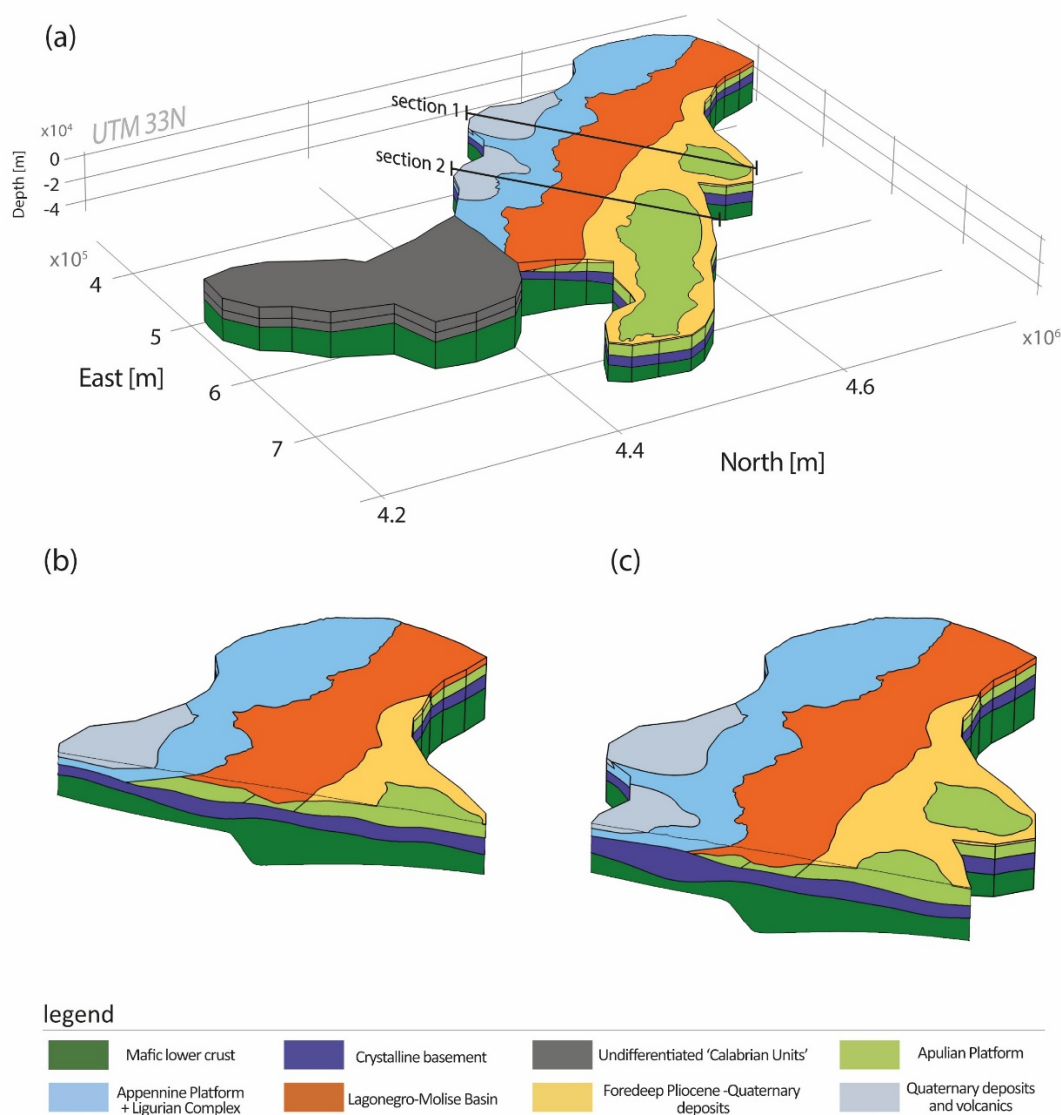 (a)
UTM 33N
section 1
section 2
x10⁴
0
-2
-4
Depth [m]
x10⁵
4
5
6
7
East [m]
4.2
4.4
4.6
x10⁶
North [m]
(b)
(c)
legend
Mafic lower crust
Crystalline basement
Undifferentiated 'Calabrian Units'
Apulian Platform
Appennine Platform
+ Ligurian Complex
Lagonegro-Molise Basin
Foredeep Pliocene -Quaternary
deposits
Quaternary deposits
and volcanics